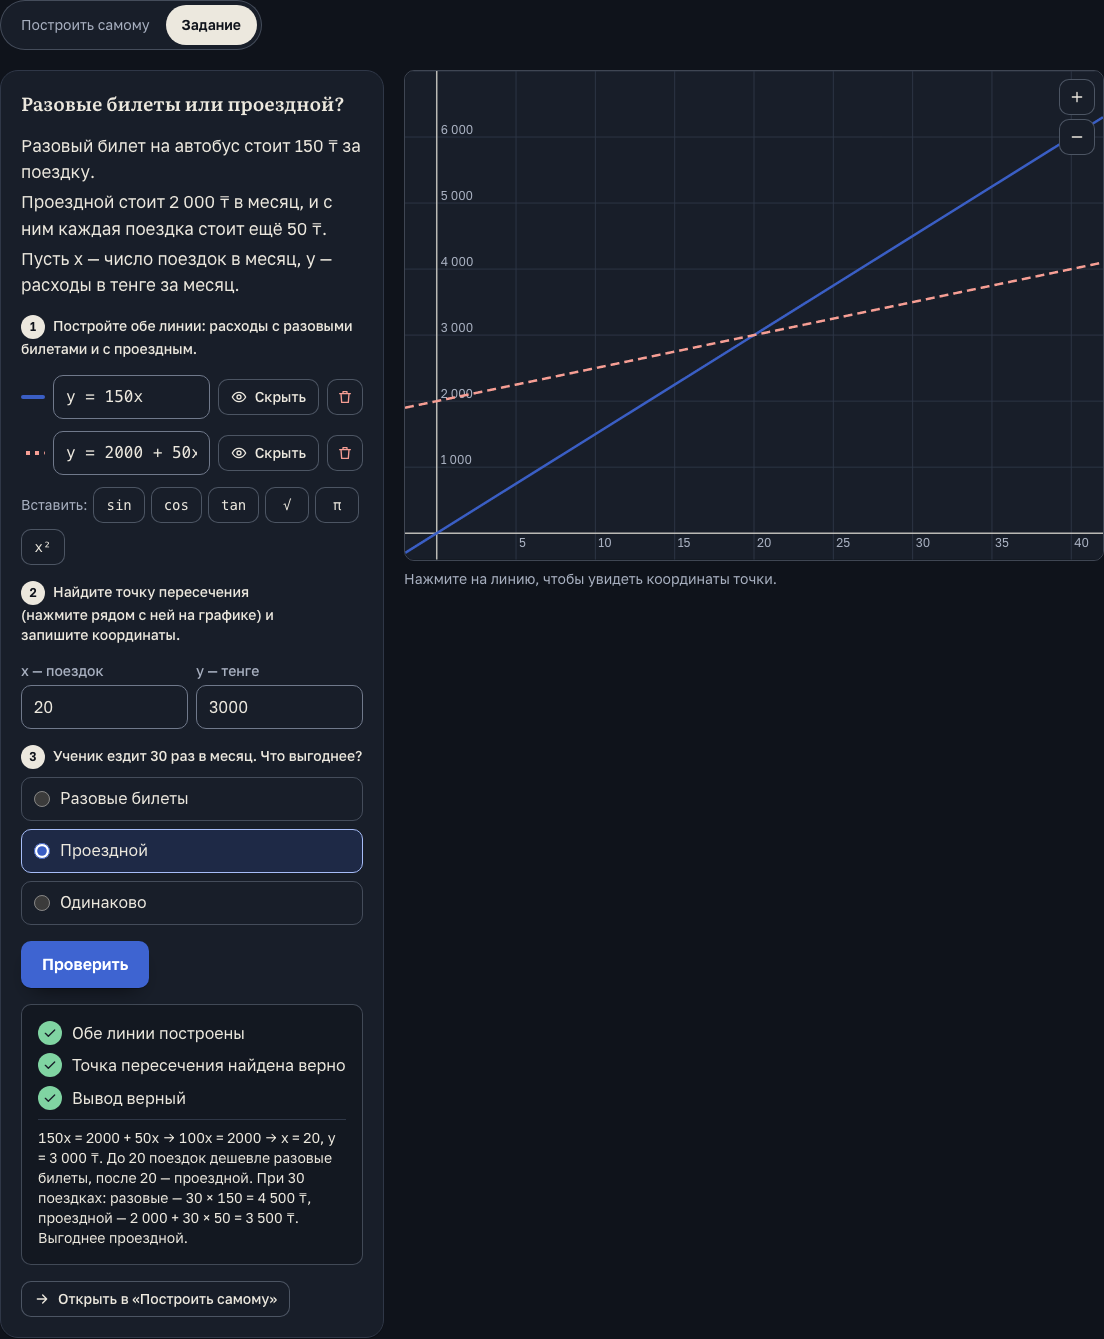 Построить самому
Задание
Разовые билеты или проездной?
Разовый билет на автобус стоит 150 ₸ за
поездку.
Проездной стоит 2 000 ₸ в месяц, и с
ним каждая поездка стоит ещё 50 ₸.
Пусть x — число поездок в месяц, y —
расходы в тенге за месяц.
1 Постройте обе линии: расходы с разовыми
билетами и с проездным.
y = 150x
Скрыть
y = 2000 + 50x
Скрыть
Вставить: sin cos tan √ π
x²
2 Найдите точку пересечения
(нажмите рядом с ней на графике) и
запишите координаты.
x — поездок
y — тенге
20
3000
3 Ученик ездит 30 раз в месяц. Что выгоднее?
Разовые билеты
Проездной
Одинаково
Проверить
Обе линии построены
Точка пересечения найдена верно
Вывод верный
150x = 2000 + 50x → 100x = 2000 → x = 20, y
= 3 000 ₸. До 20 поездок дешевле разовые
билеты, после 20 — проездной. При 30
поездках: разовые — 30 × 150 = 4 500 ₸,
проездной — 2 000 + 30 × 50 = 3 500 ₸.
Выгоднее проездной.
→ Открыть в «Построить самому»
+
−
6 000
5 000
4 000
3 000
2 000
1 000
5 10 15 20 25 30 35 40
Нажмите на линию, чтобы увидеть координаты точки.